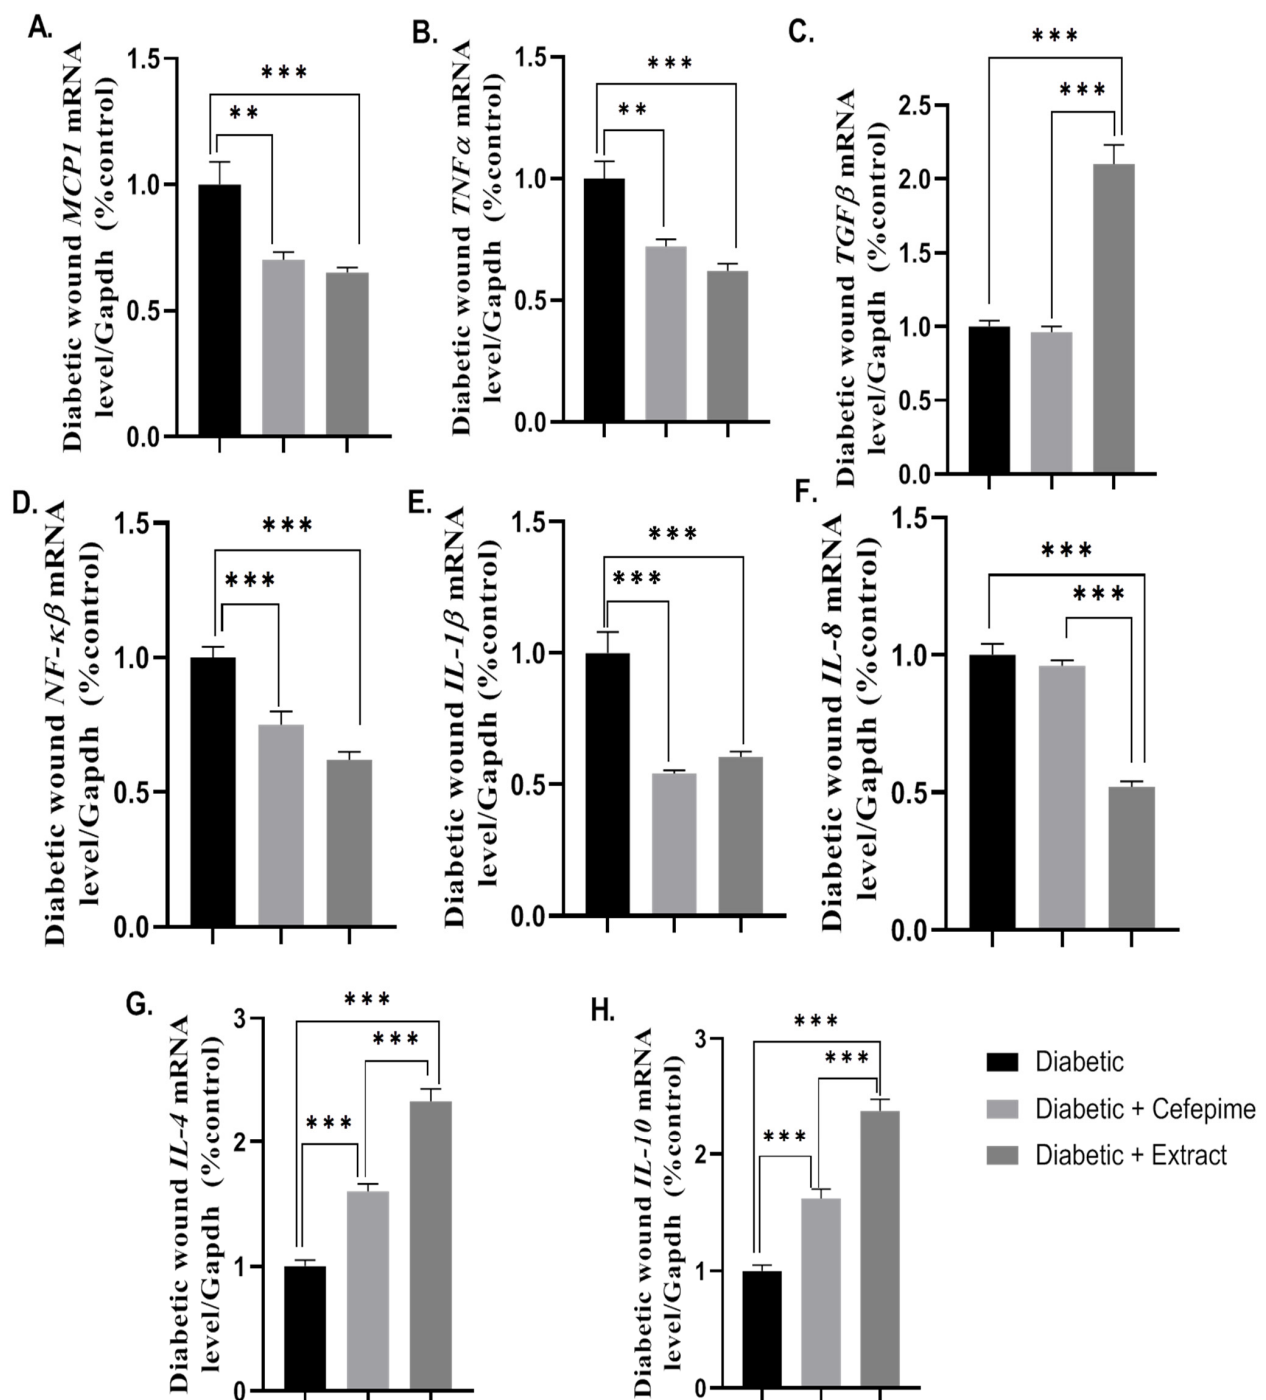 A.
Diabetic wound MCP1 mRNA
level/Gapdh (%control)
1.5
1.0
0.5
0.0
***
**
B.
Diabetic wound TNFα mRNA
level/Gapdh (%control)
1.5
1.0
0.5
0.0
***
**
C.
Diabetic wound TGFβ mRNA
level/Gapdh (%control)
2.5
2.0
1.5
1.0
0.5
0.0
***
***
D.
Diabetic wound NF-κβ mRNA
level/Gapdh (%control)
1.5
1.0
0.5
0.0
***
***
E.
Diabetic wound IL-1β mRNA
level/Gapdh (%control)
1.5
1.0
0.5
0.0
***
***
F.
Diabetic wound IL-8 mRNA
level/Gapdh (%control)
1.5
1.0
0.5
0.0
***
***
G.
Diabetic wound IL-4 mRNA
level/Gapdh (%control)
3
2
1
0
***
***
***
H.
Diabetic wound IL-10 mRNA
level/Gapdh (%control)
3
2
1
0
***
***
***
Diabetic
Diabetic + Cefepime
Diabetic + Extract